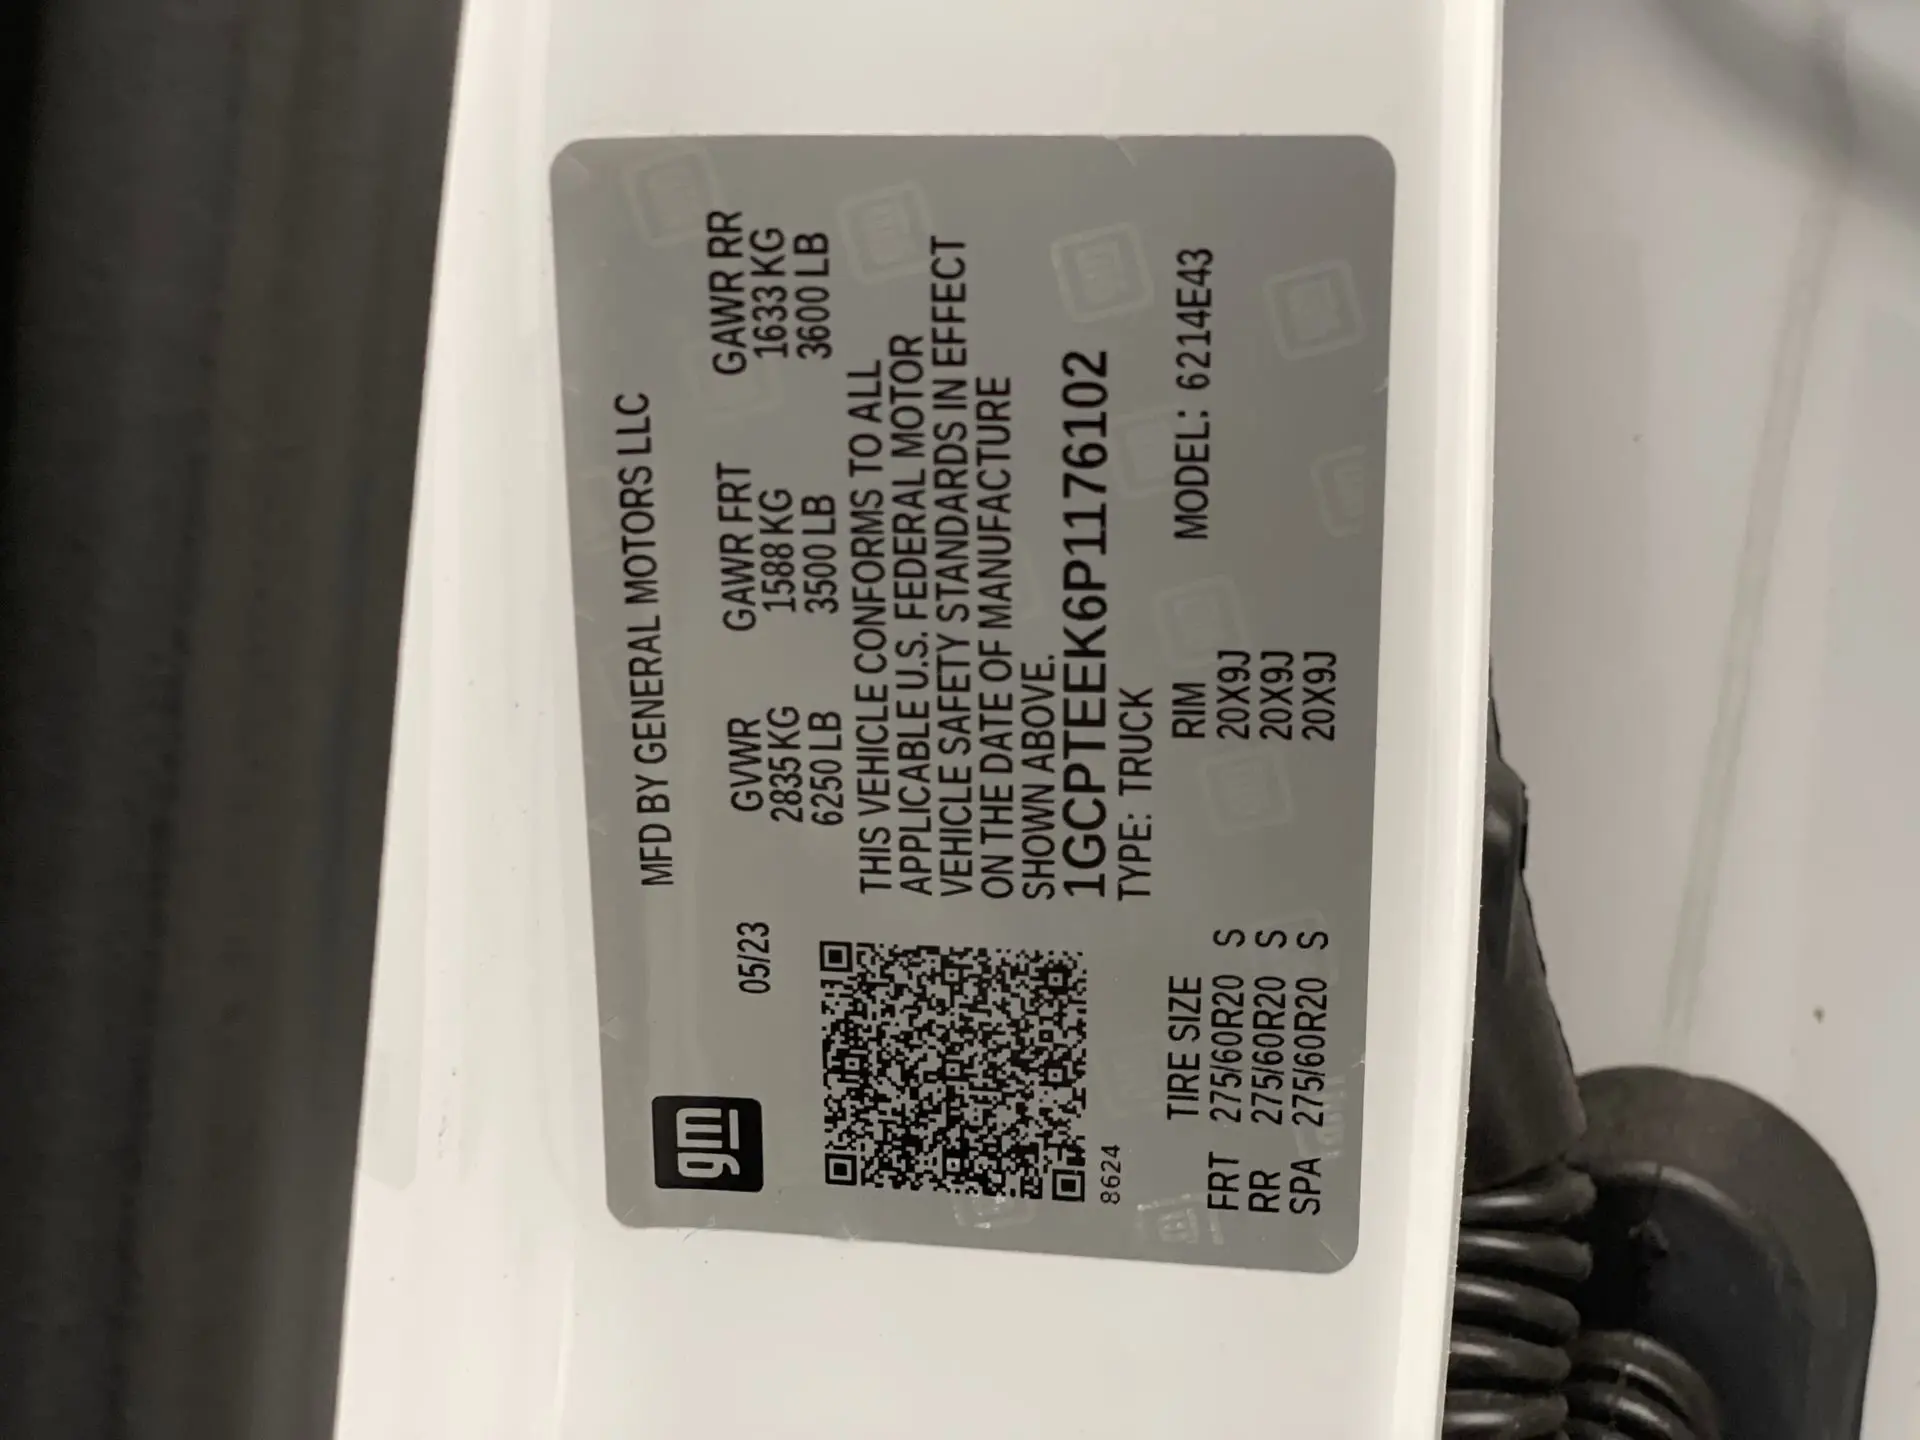 gm
MFD BY GENERAL MOTORS LLC
05/23
GVWR GAWR FRT GAWR RR
2835 KG 1588 KG 1633 KG
6250 LB 3500 LB 3600 LB
THIS VEHICLE CONFORMS TO ALL
APPLICABLE U.S. FEDERAL MOTOR
VEHICLE SAFETY STANDARDS IN EFFECT
ON THE DATE OF MANUFACTURE
SHOWN ABOVE.
1GCPTEEK6P1176102
8624
TYPE: TRUCK
MODEL: 6214E43
TIRE SIZE RIM
FRT 275/60R20 S 20X9J
RR 275/60R20 S 20X9J
SPA 275/60R20 S 20X9J